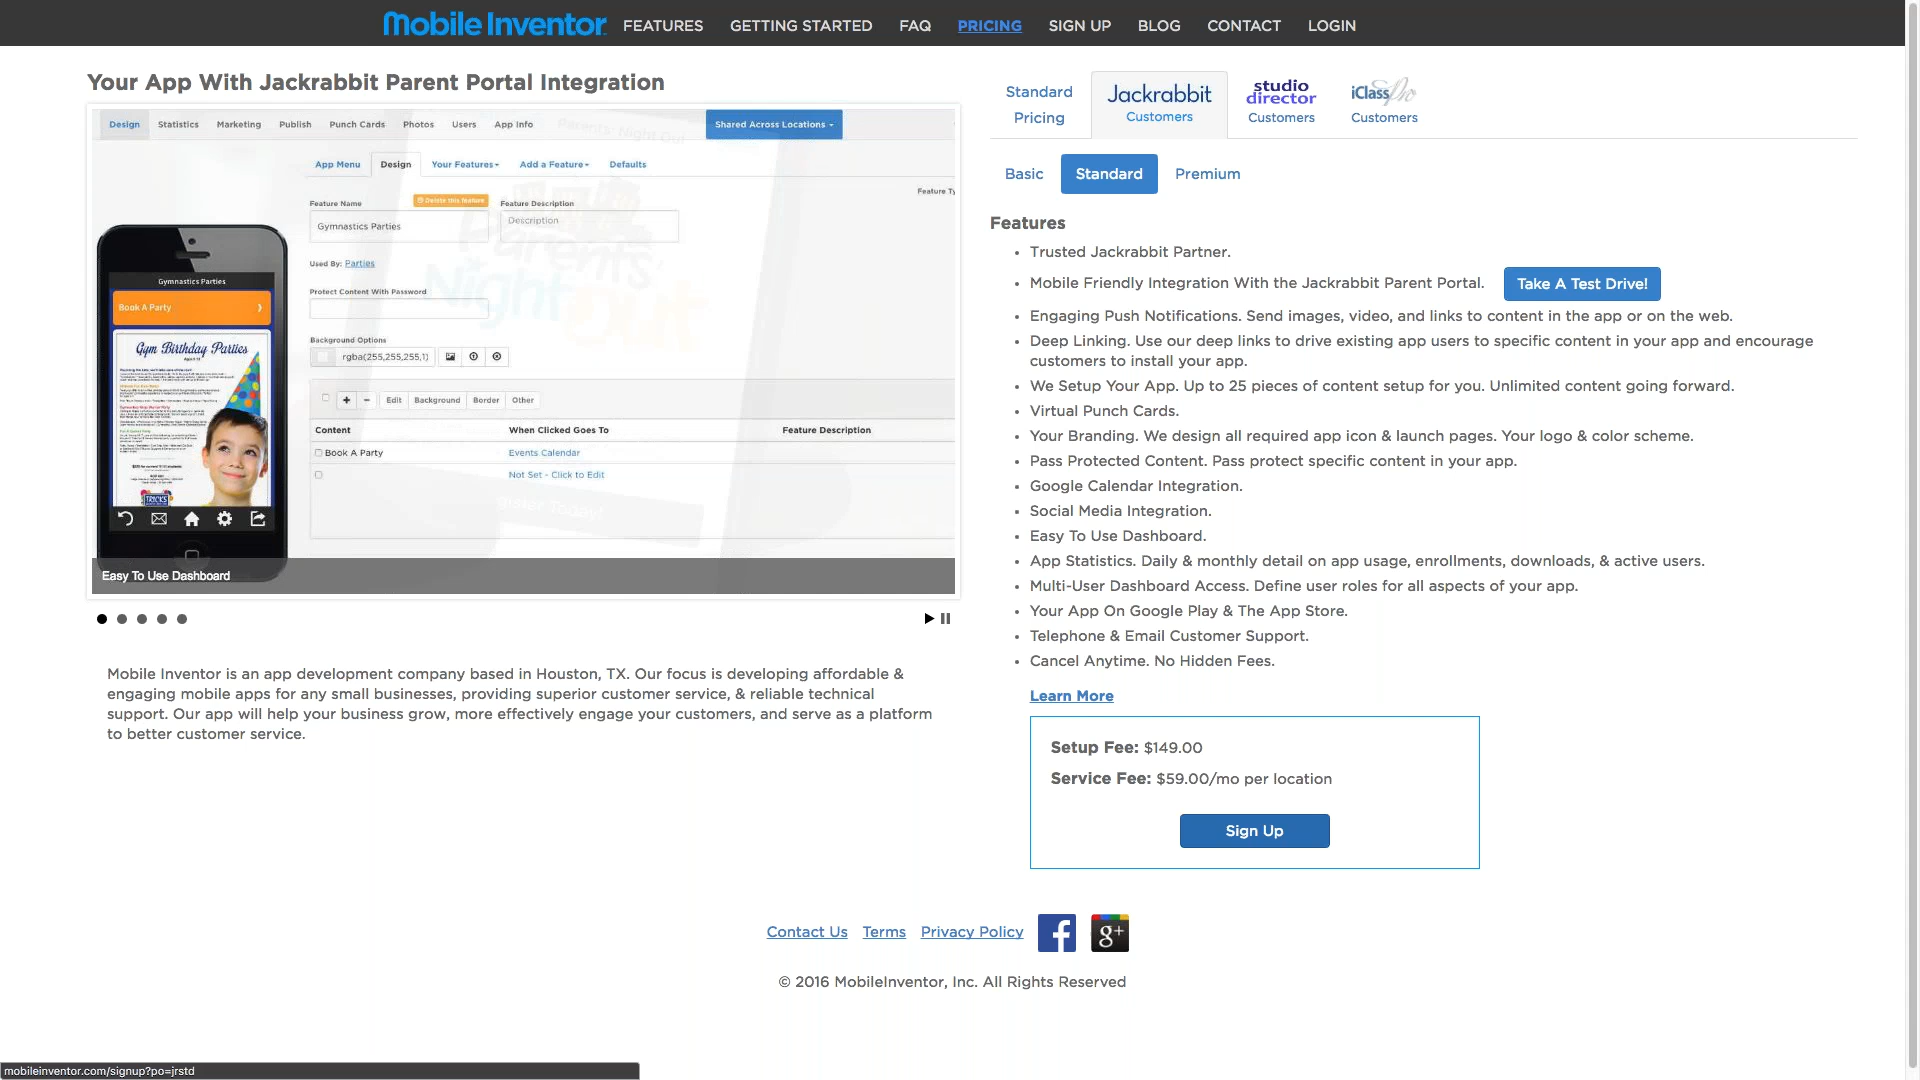 Mobile Inventor
FEATURES
GETTING STARTED
FAQ
PRICING
SIGN UP
BLOG
CONTACT
LOGIN
Your App With Jackrabbit Parent Portal Integration
Design
Statistics
Marketing
Publish
Punch Cards
Photos
Users
App Info
Shared Across Locations
App Menu
Design
Your Features
Add a Feature
Defaults
Feature Ty
Feature Name
Delete this feature
Feature Description
Gymnastics Parties
Description
Used By: Parties
Protect Content With Password
Background Options
rgba(255,255,255,1)
Edit
Background
Border
Other
Content
When Clicked Goes To
Feature Description
Book A Party
Events Calendar
Not Set - Click to Edit
Parents' Night Out
Parents'
Night Out
Gymnastics Parties
Book A Party
Gym Birthday Parties
TRICKS
Easy To Use Dashboard
Mobile Inventor is an app development company based in Houston, TX. Our focus is developing affordable &
engaging mobile apps for any small businesses, providing superior customer service, & reliable technical
support. Our app will help your business grow, more effectively engage your customers, and serve as a platform
to better customer service.
Standard
Pricing
Jackrabbit
Customers
studio
director
Customers
iClassPro
Customers
Basic
Standard
Premium
Features
• Trusted Jackrabbit Partner.
• Mobile Friendly Integration With the Jackrabbit Parent Portal.
Take A Test Drive!
• Engaging Push Notifications. Send images, video, and links to content in the app or on the web.
• Deep Linking. Use our deep links to drive existing app users to specific content in your app and encourage
customers to install your app.
• We Setup Your App. Up to 25 pieces of content setup for you. Unlimited content going forward.
• Virtual Punch Cards.
• Your Branding. We design all required app icon & launch pages. Your logo & color scheme.
• Pass Protected Content. Pass protect specific content in your app.
• Google Calendar Integration.
• Social Media Integration.
• Easy To Use Dashboard.
• App Statistics. Daily & monthly detail on app usage, enrollments, downloads, & active users.
• Multi-User Dashboard Access. Define user roles for all aspects of your app.
• Your App On Google Play & The App Store.
• Telephone & Email Customer Support.
• Cancel Anytime. No Hidden Fees.
Learn More
Setup Fee: $149.00
Service Fee: $59.00/mo per location
Sign Up
Contact Us
Terms
Privacy Policy
f
g+
© 2016 MobileInventor, Inc. All Rights Reserved
mobileinventor.com/signup?po=jrstd